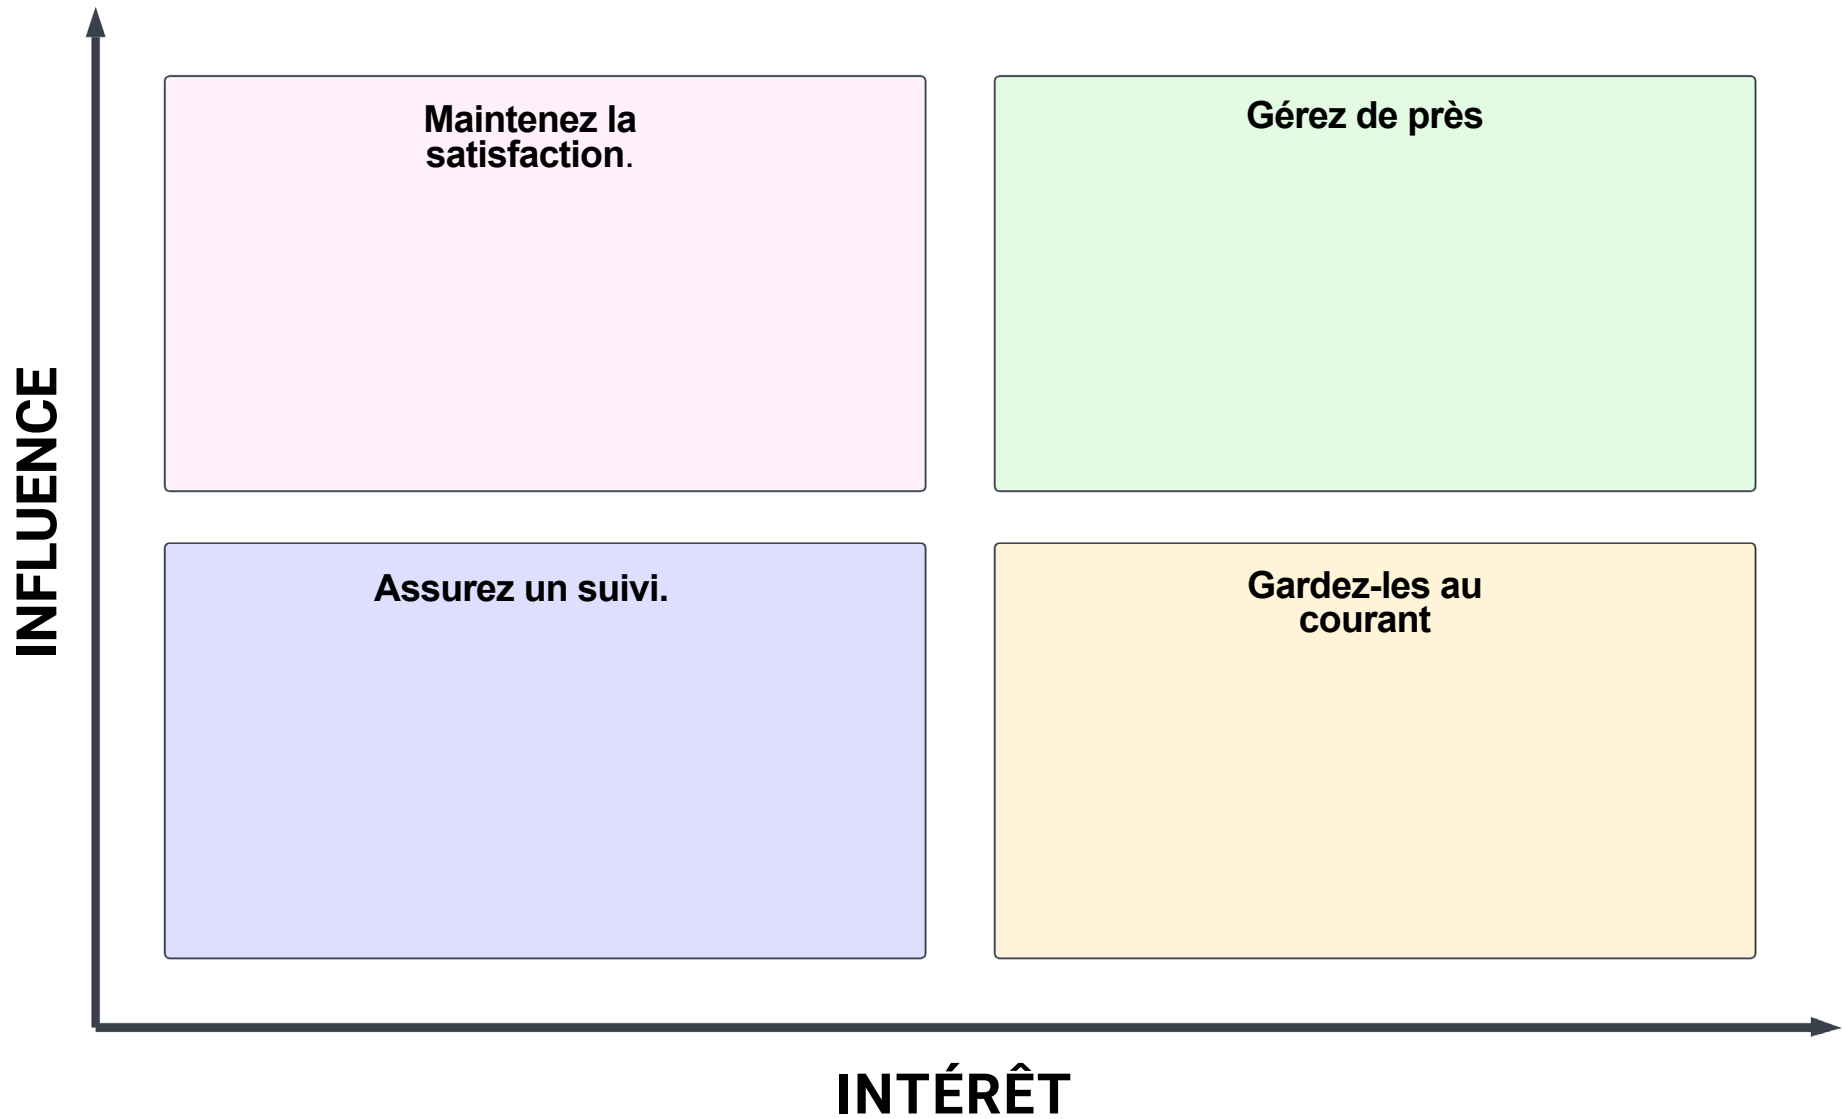 Maintenez la
satisfaction.
Gérez de près
INFLUENCE
Assurez un suivi.
Gardez-les au
courant
INTÉRÊT